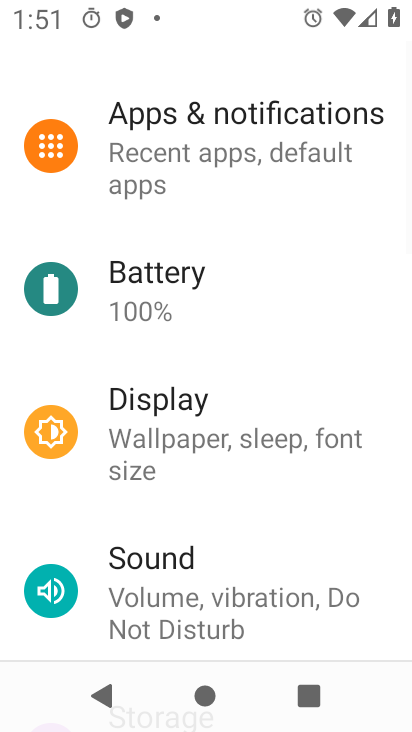 1:51
Apps & notifications
Recent apps, default
apps
Battery
100%
Display
Wallpaper, sleep, font
size
Sound
Volume, vibration, Do
Not Disturb
Storage